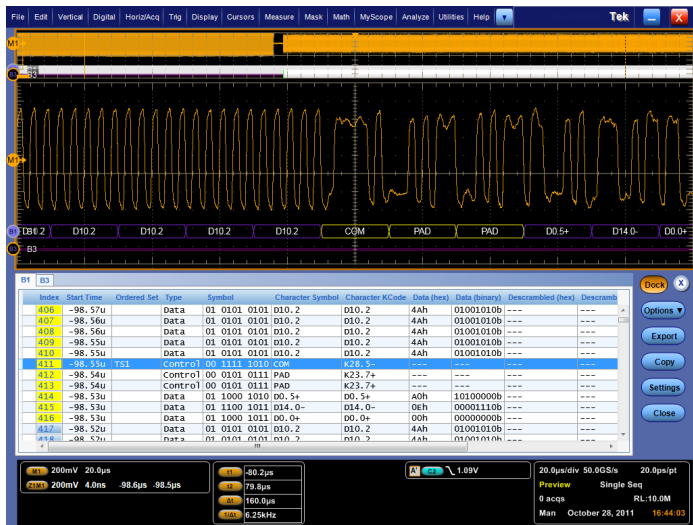 File Edit Vertical Digital Horiz/Acq Trig Display Cursors Measure Mask Math MyScope Analyze Utilities Help Tek X
M1
B3
M1
B1 D10.2 D10.2 D10.2 D10.2 COM PAD PAD D0.5+ D14.0- D0.0+
B3
B1 B3
Dock X
Index Start Time Ordered Set Type Symbol Character Symbol Character KCode Data (hex) Data (binary) Descrambled (hex) Descramb
406 -98.57u Data 01 0101 0101 D10.2 D10.2 4Ah 01001010b --- ---
407 -98.56u Data 01 0101 0101 D10.2 D10.2 4Ah 01001010b --- ---
408 -98.56u Data 01 0101 0101 D10.2 D10.2 4Ah 01001010b --- ---
409 -98.55u Data 01 0101 0101 D10.2 D10.2 4Ah 01001010b --- ---
410 -98.55u Data 01 0101 0101 D10.2 D10.2 4Ah 01001010b --- ---
411 -98.55u TS1 Control 00 1111 1010 COM K28.5- --- --- --- ---
412 -98.54u Control 00 0101 0111 PAD K23.7+ --- --- --- ---
413 -98.54u Control 00 0101 0111 PAD K23.7+ --- --- --- ---
414 -98.53u Data 01 1000 1010 D0.5+ D0.5+ A0h 10100000b --- ---
415 -98.53u Data 01 1100 1011 D14.0- D14.0- 0Eh 00001110b --- ---
416 -98.53u Data 01 1000 1011 D0.0+ D0.0+ 00h 00000000b --- ---
417 -98.52u Data 01 0101 0101 D10.2 D10.2 4Ah 01001010b --- ---
418 -98.52u Data 01 0101 0101 D10.2 D10.2 4Ah 01001010b --- ---
Options
Export
Copy
Settings
Close
M1 200mV 20.0µs
Z1M1 200mV 4.0ns -98.6µs -98.5µs
t1 -80.2µs
t2 79.8µs
Δt 160.0µs
1/Δt 6.25kHz
A' C2 1.09V
20.0µs/div 50.0GS/s 20.0ps/pt
Preview Single Seq
0 acqs RL:10.0M
Man October 28, 2011 16:44:03